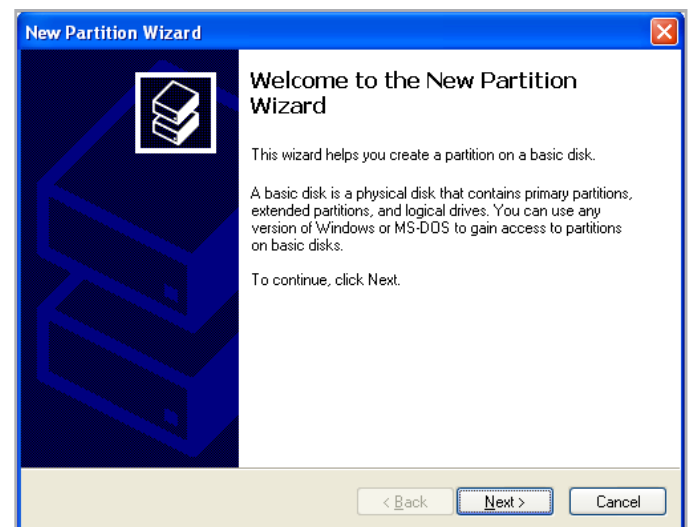 New Partition Wizard
Welcome to the New Partition
Wizard
This wizard helps you create a partition on a basic disk.
A basic disk is a physical disk that contains primary partitions,
extended partitions, and logical drives. You can use any
version of Windows or MS-DOS to gain access to partitions
on basic disks.
To continue, click Next.
< Back
Next >
Cancel